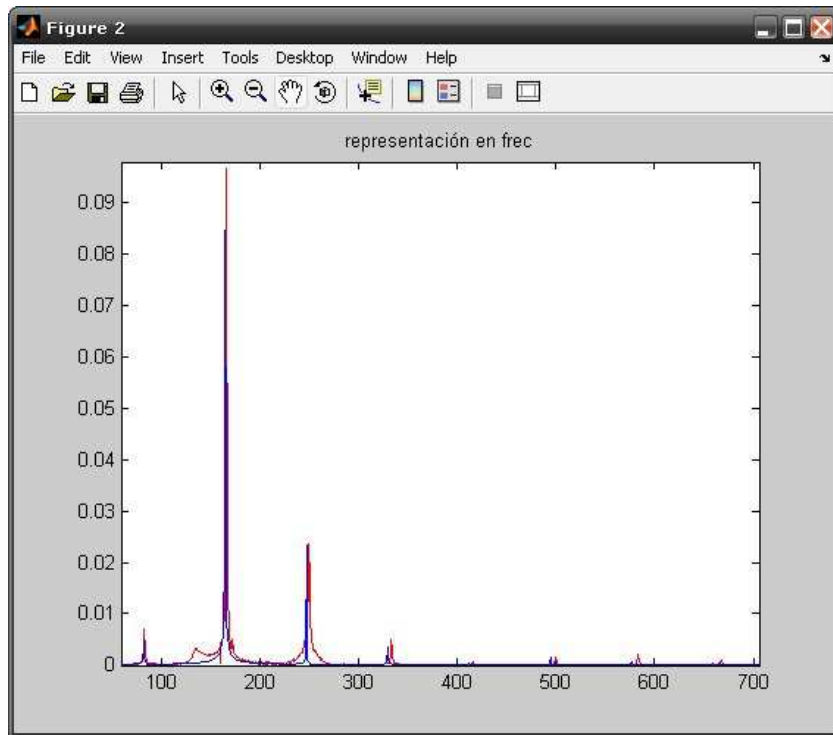 Figure 2
File Edit View Insert Tools Desktop Window Help
representación en frec
0.09
0.08
0.07
0.06
0.05
0.04
0.03
0.02
0.01
0
100 200 300 400 500 600 700